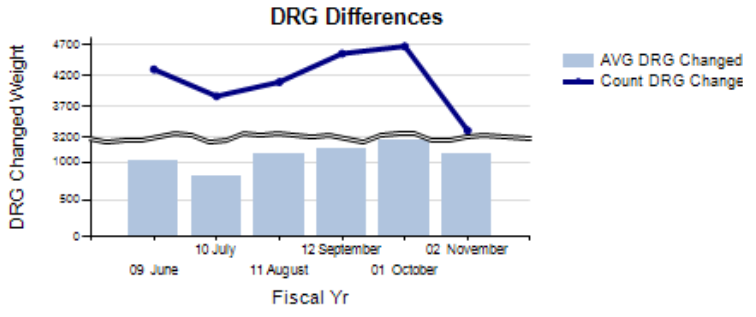 DRG Differences
DRG Changed Weight
4700
4200
3700
3200
1000
500
0
AVG DRG Changed
Count DRG Change
10 July
12 September
02 November
09 June
11 August
01 October
Fiscal Yr